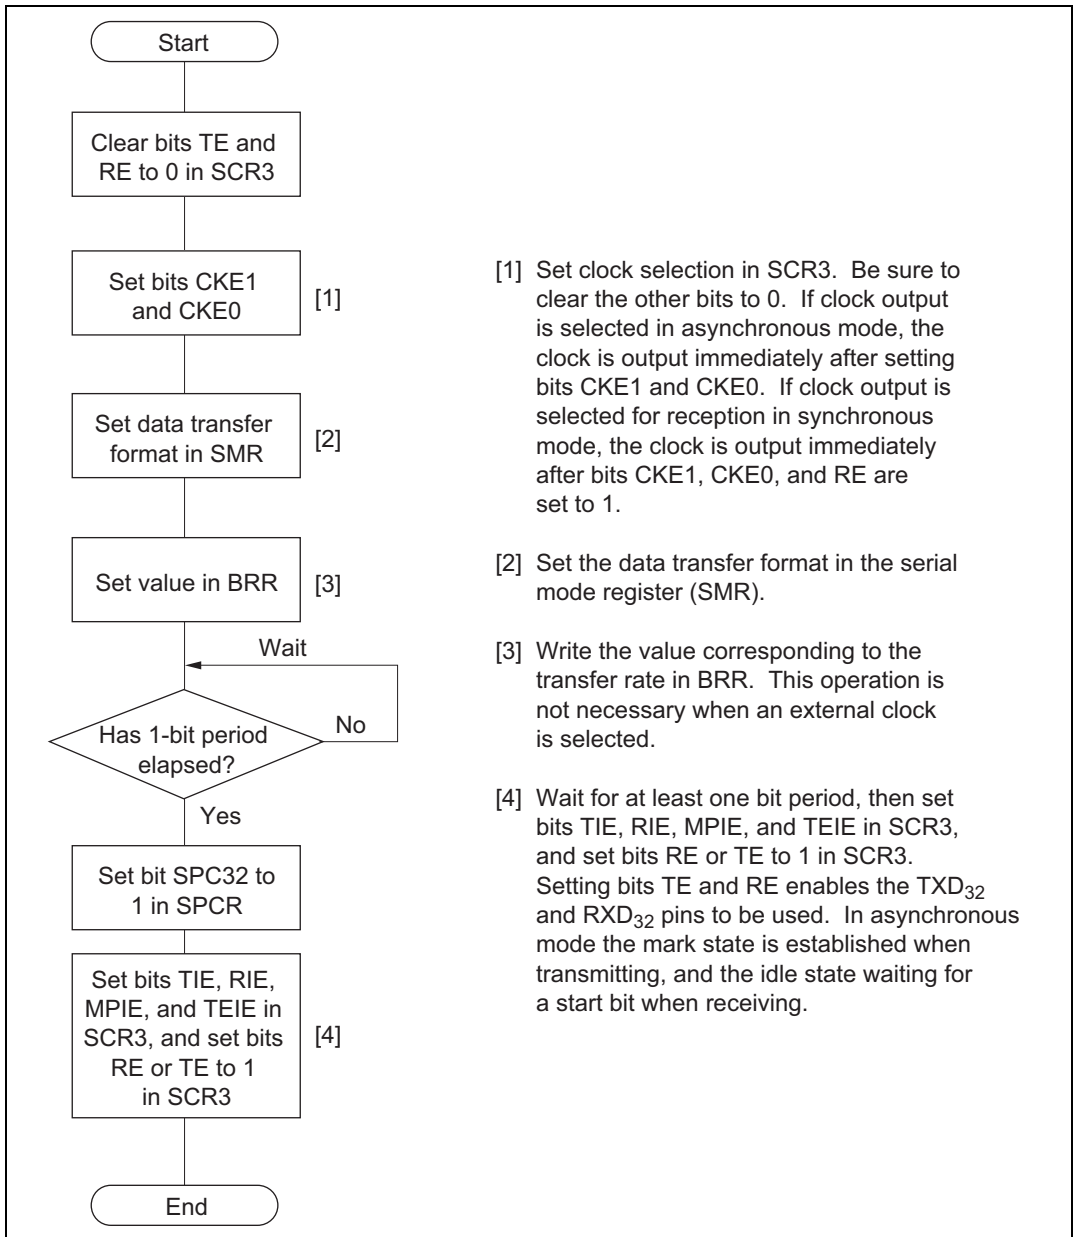 Start
Clear bits TE and
RE to 0 in SCR3
Set bits CKE1
and CKE0
[1]
Set data transfer
format in SMR
[2]
Set value in BRR
[3]
Wait
Has 1-bit period
elapsed?
No
Yes
Set bit SPC32 to
1 in SPCR
Set bits TIE, RIE,
MPIE, and TEIE in
SCR3, and set bits
RE or TE to 1
in SCR3
[4]
End
[1] Set clock selection in SCR3. Be sure to
clear the other bits to 0. If clock output
is selected in asynchronous mode, the
clock is output immediately after setting
bits CKE1 and CKE0. If clock output is
selected for reception in synchronous
mode, the clock is output immediately
after bits CKE1, CKE0, and RE are
set to 1.
[2] Set the data transfer format in the serial
mode register (SMR).
[3] Write the value corresponding to the
transfer rate in BRR. This operation is
not necessary when an external clock
is selected.
[4] Wait for at least one bit period, then set
bits TIE, RIE, MPIE, and TEIE in SCR3,
and set bits RE or TE to 1 in SCR3.
Setting bits TE and RE enables the TXD32
and RXD32 pins to be used. In asynchronous
mode the mark state is established when
transmitting, and the idle state waiting for
a start bit when receiving.